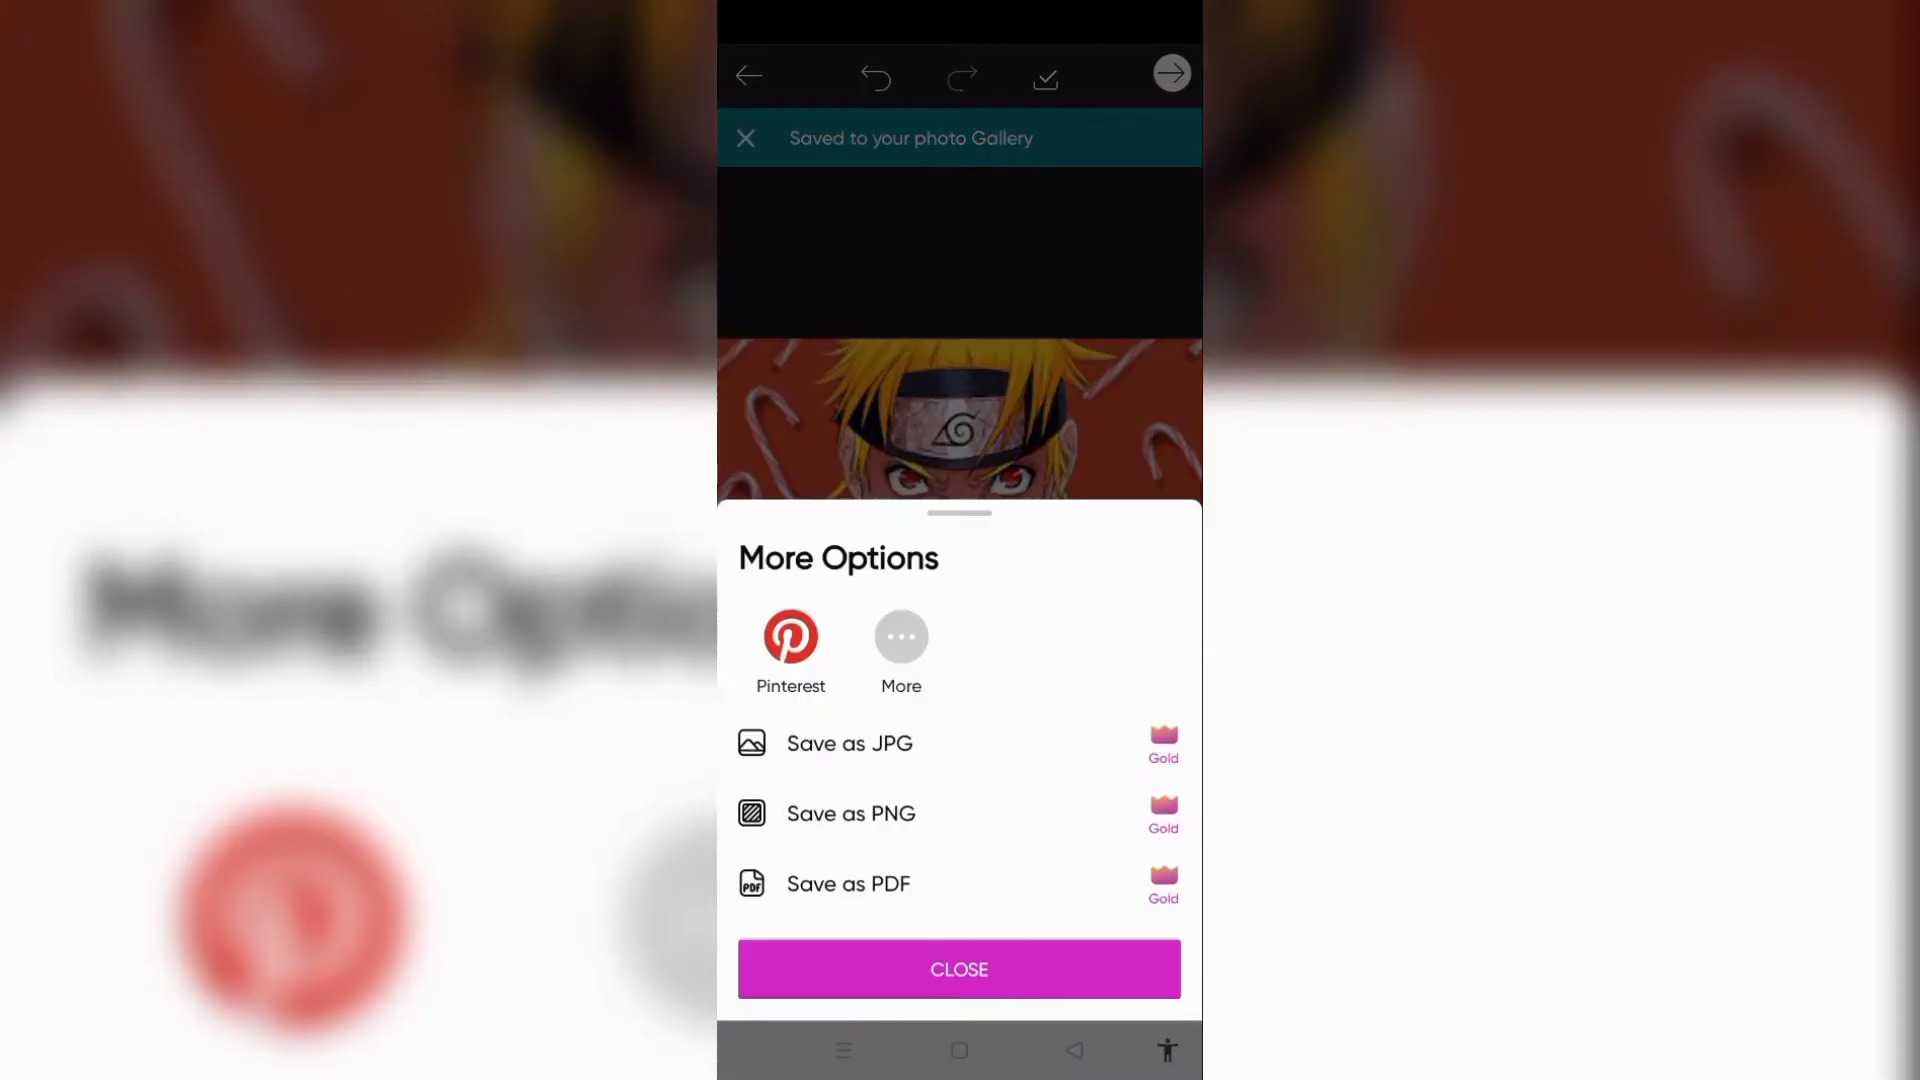 Saved to your photo Gallery
More Options
Pinterest
More
Save as JPG
Gold
Save as PNG
Gold
PDF
Save as PDF
Gold
CLOSE